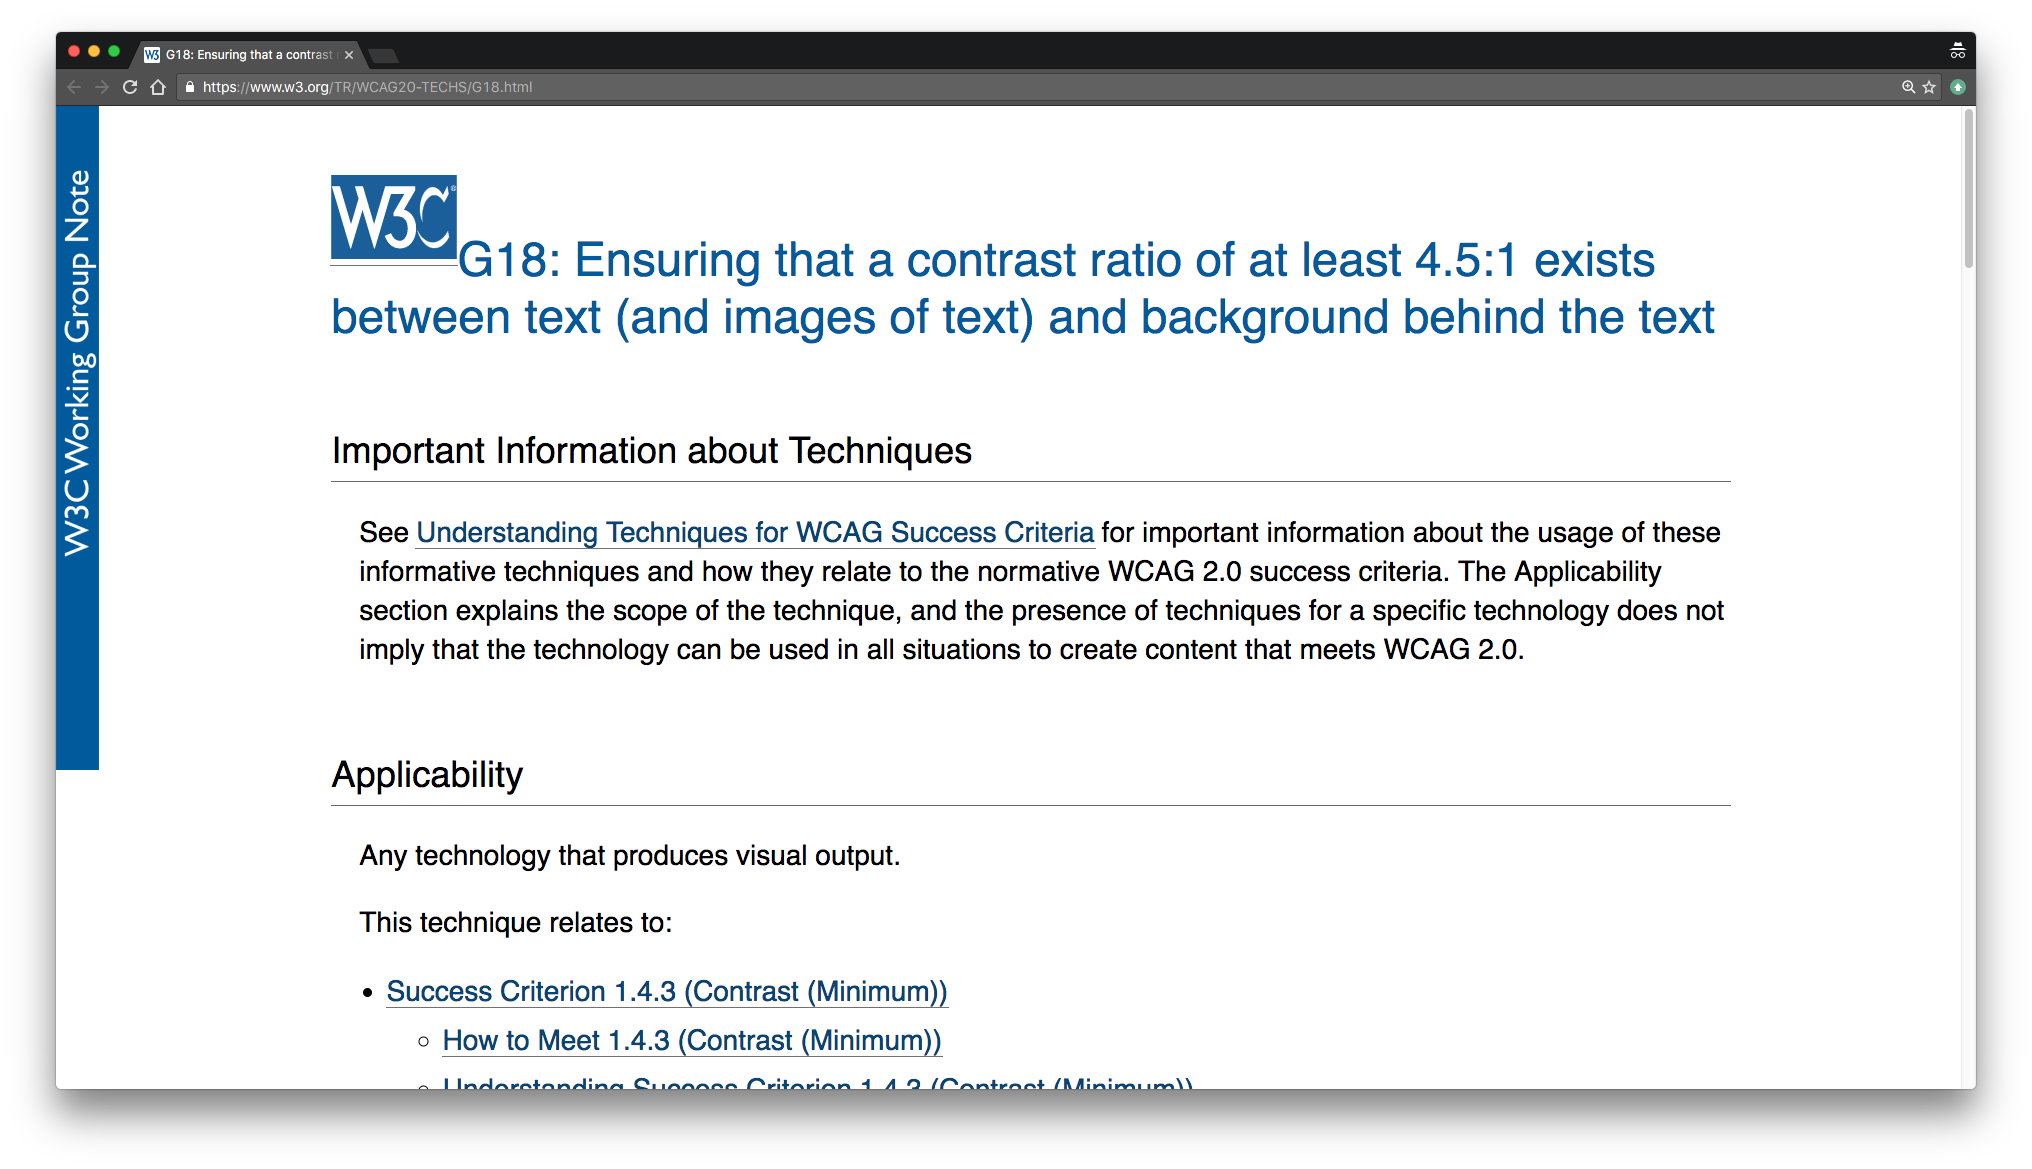 G18: Ensuring that a contrast
https://www.w3.org/TR/WCAG20-TECHS/G18.html
W3C Working Group Note
W3C®
G18: Ensuring that a contrast ratio of at least 4.5:1 exists
between text (and images of text) and background behind the text
Important Information about Techniques
See Understanding Techniques for WCAG Success Criteria for important information about the usage of these
informative techniques and how they relate to the normative WCAG 2.0 success criteria. The Applicability
section explains the scope of the technique, and the presence of techniques for a specific technology does not
imply that the technology can be used in all situations to create content that meets WCAG 2.0.
Applicability
Any technology that produces visual output.
This technique relates to:
Success Criterion 1.4.3 (Contrast (Minimum))
How to Meet 1.4.3 (Contrast (Minimum))
Understanding Success Criterion 1.4.3 (Contrast (Minimum))